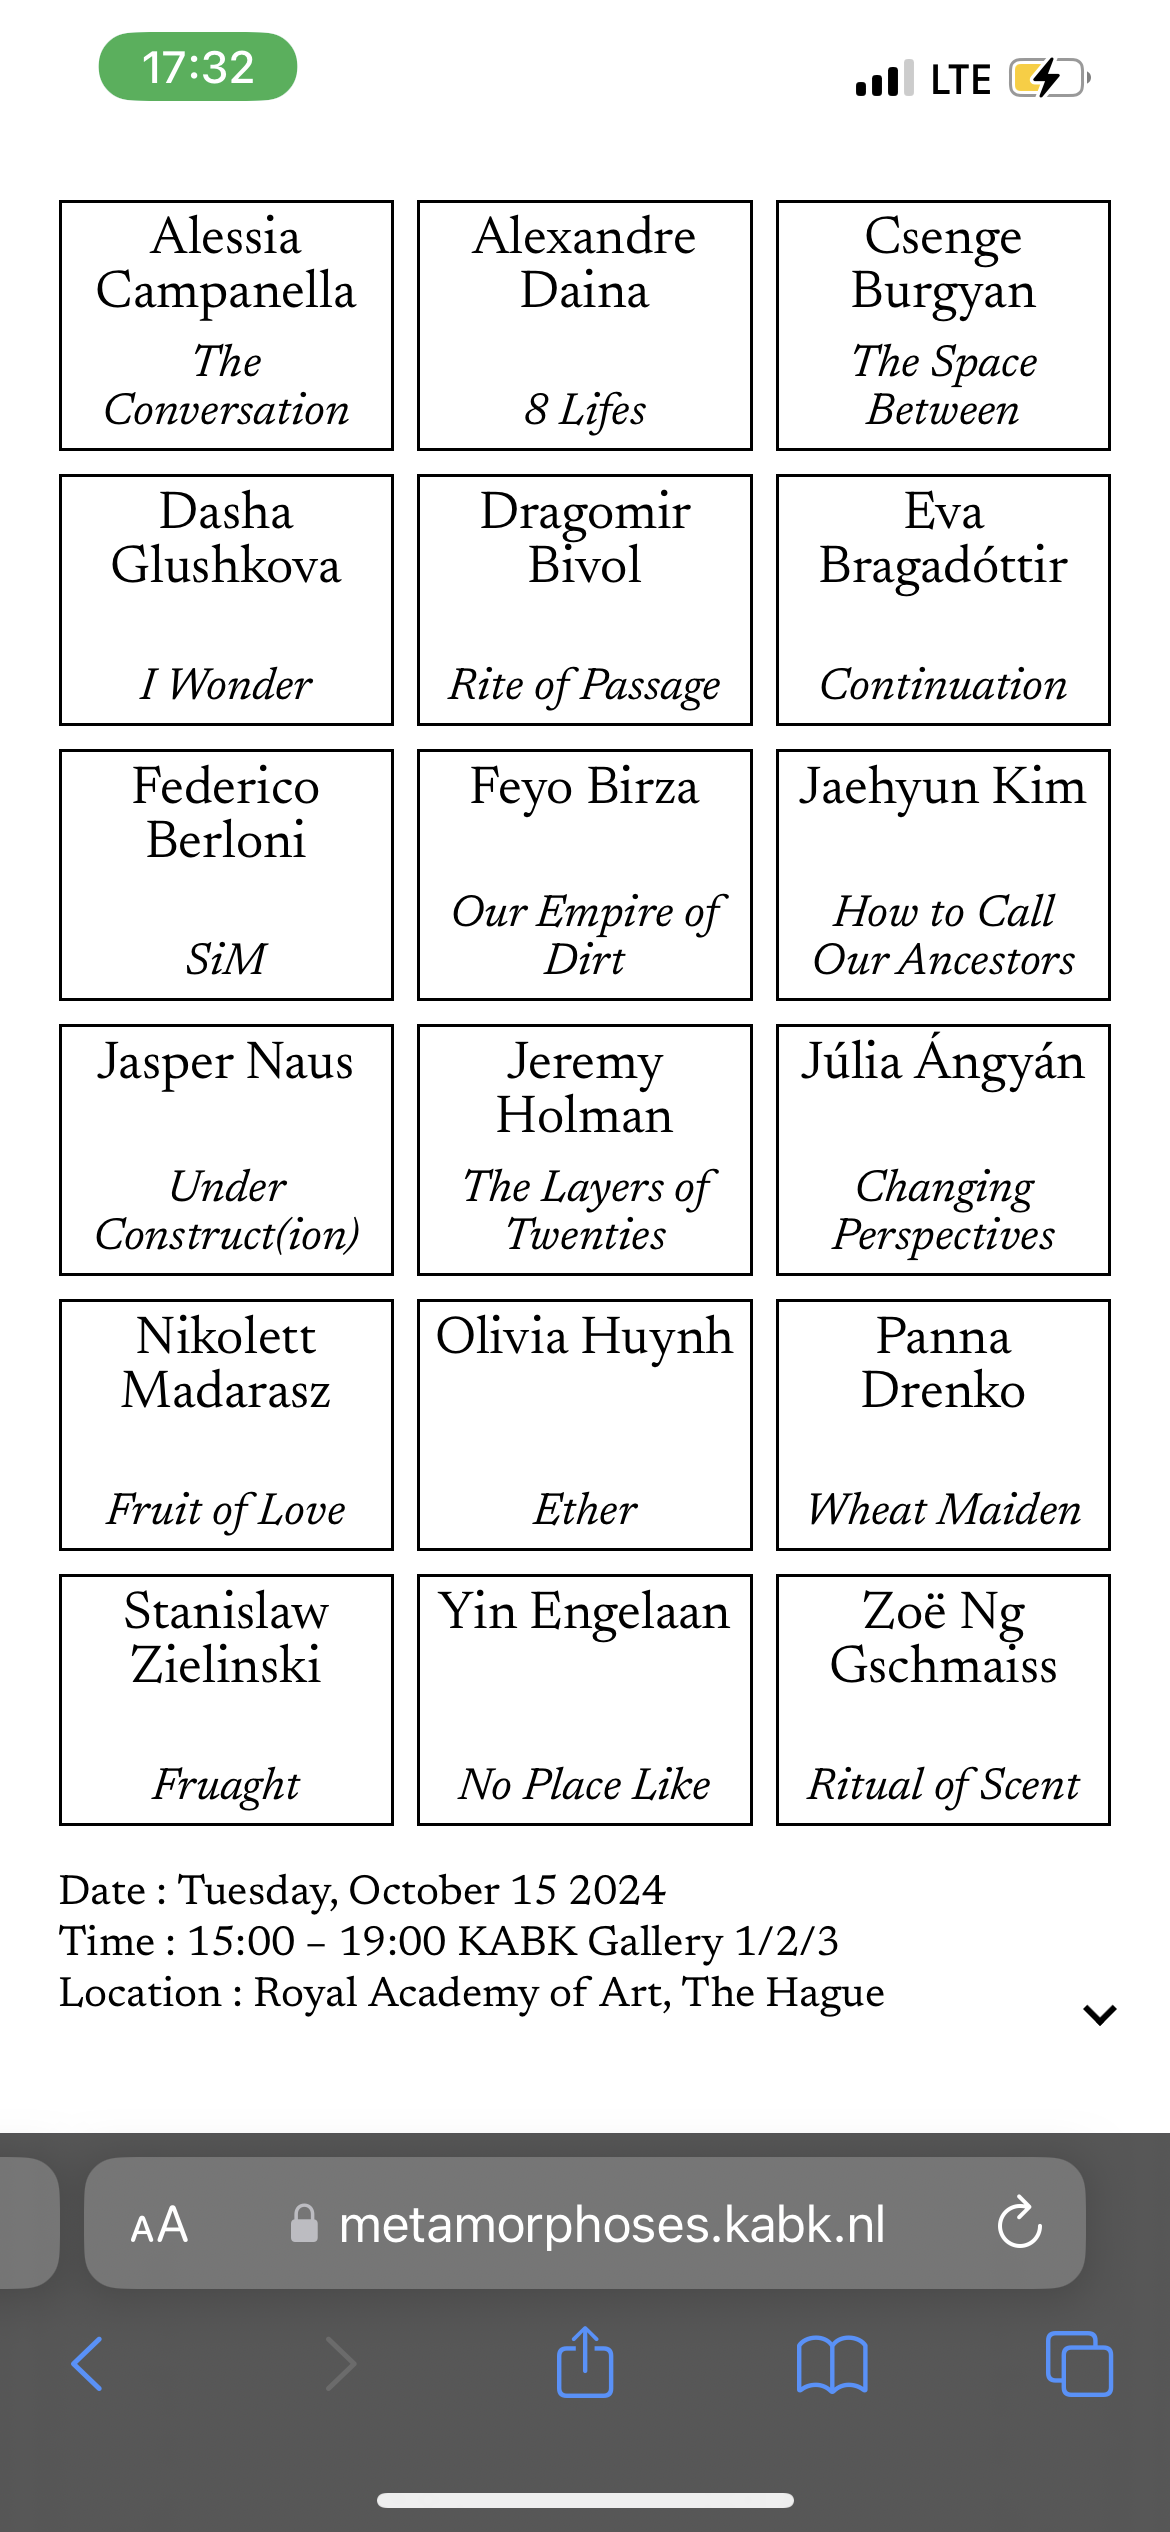 17:32
LTE
Alessia
Campanella
The
Conversation
Alexandre
Daina
8 Lifes
Csenge
Burgyan
The Space
Between
Dasha
Glushkova
I Wonder
Dragomir
Bivol
Rite of Passage
Eva
Bragadóttir
Continuation
Federico
Berloni
SiM
Feyo Birza
Our Empire of
Dirt
Jaehyun Kim
How to Call
Our Ancestors
Jasper Naus
Under
Construct(ion)
Jeremy
Holman
The Layers of
Twenties
Júlia Ángyán
Changing
Perspectives
Nikolett
Madarasz
Fruit of Love
Olivia Huynh
Ether
Panna
Drenko
Wheat Maiden
Stanislaw
Zielinski
Fruaght
Yin Engelaan
No Place Like
Zoë Ng
Gschmaiss
Ritual of Scent
Date : Tuesday, October 15 2024
Time : 15:00 – 19:00 KABK Gallery 1/2/3
Location : Royal Academy of Art, The Hague
AA metamorphoses.kabk.nl